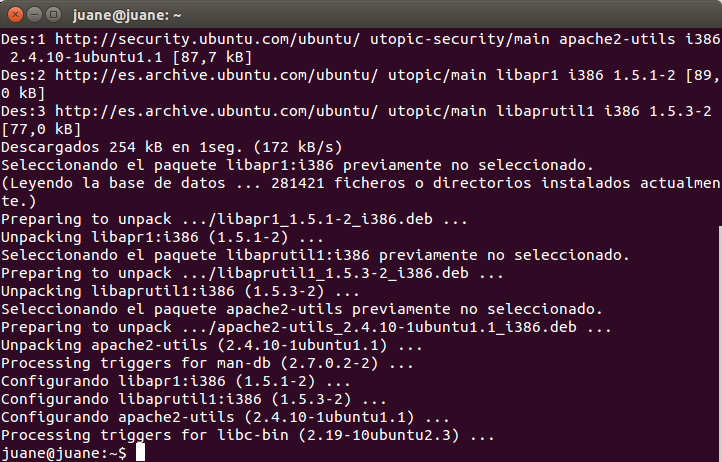 juane@juane: ~
Des:1 http://security.ubuntu.com/ubuntu/ utopic-security/main apache2-utils i386
 2.4.10-1ubuntu1.1 [87,7 kB]
Des:2 http://es.archive.ubuntu.com/ubuntu/ utopic/main libapr1 i386 1.5.1-2 [89,
0 kB]
Des:3 http://es.archive.ubuntu.com/ubuntu/ utopic/main libaprutil1 i386 1.5.3-2
[77,0 kB]
Descargados 254 kB en 1seg. (172 kB/s)
Seleccionando el paquete libapr1:i386 previamente no seleccionado.
(Leyendo la base de datos ... 281421 ficheros o directorios instalados actualmen
te.)
Preparing to unpack .../libapr1_1.5.1-2_i386.deb ...
Unpacking libapr1:i386 (1.5.1-2) ...
Seleccionando el paquete libaprutil1:i386 previamente no seleccionado.
Preparing to unpack .../libaprutil1_1.5.3-2_i386.deb ...
Unpacking libaprutil1:i386 (1.5.3-2) ...
Seleccionando el paquete apache2-utils previamente no seleccionado.
Preparing to unpack .../apache2-utils_2.4.10-1ubuntu1.1_i386.deb ...
Unpacking apache2-utils (2.4.10-1ubuntu1.1) ...
Processing triggers for man-db (2.7.0.2-2) ...
Configurando libapr1:i386 (1.5.1-2) ...
Configurando libaprutil1:i386 (1.5.3-2) ...
Configurando apache2-utils (2.4.10-1ubuntu1.1) ...
Processing triggers for libc-bin (2.19-10ubuntu2.3) ...
juane@juane:~$